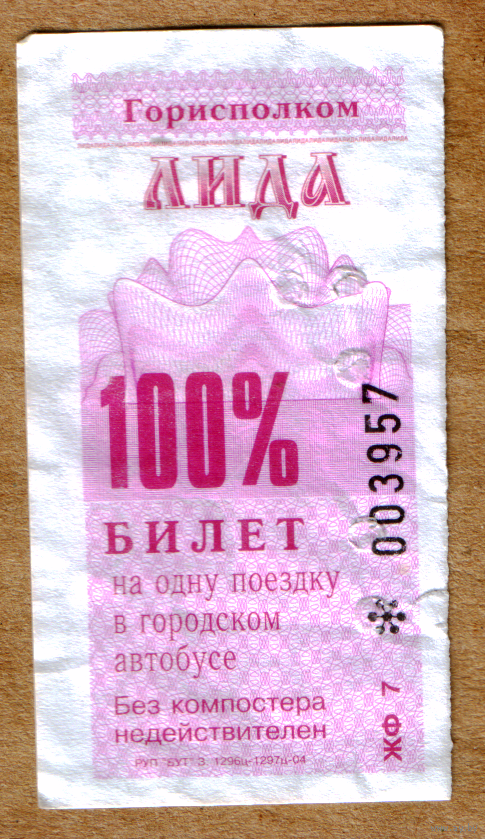 Горисполком
ЛИДА
100%
БИЛЕТ
на одну поездку
в городском
автобусе
Без компостера
недействителен
РУП "БУТ" З. 1296ц-1297ц-04
ЖФ 7 003957